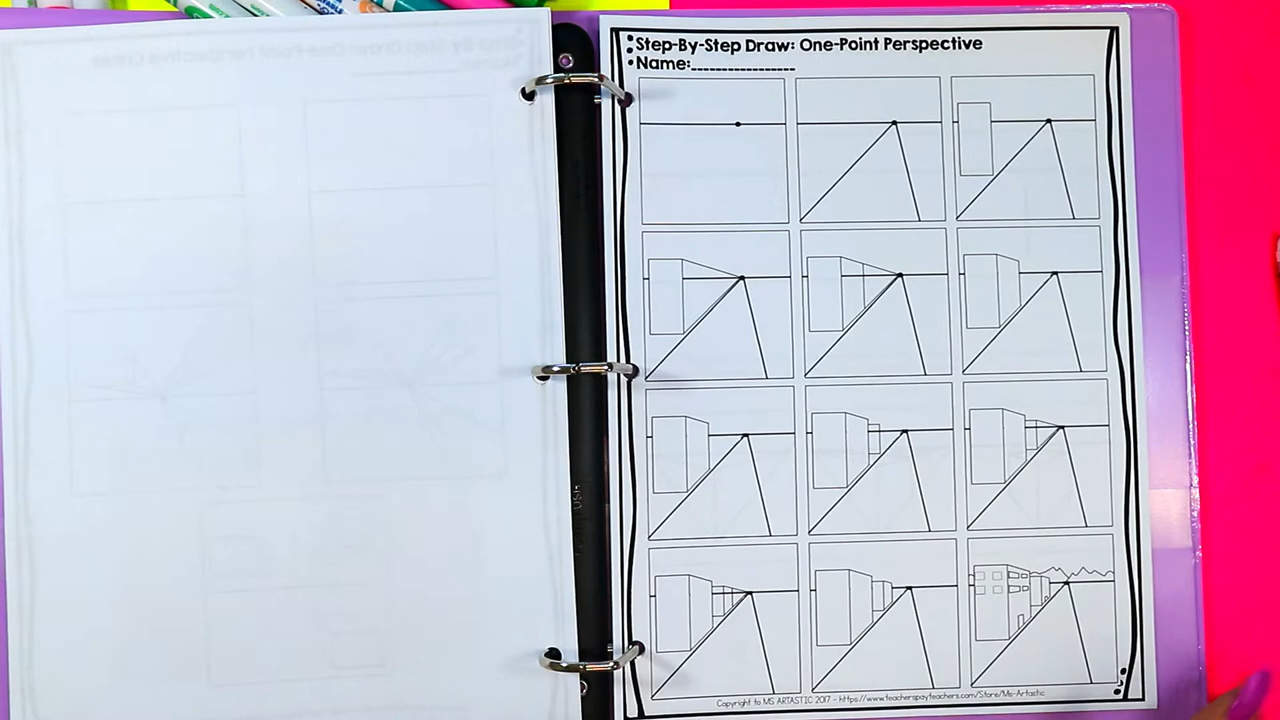 Step-By-Step Draw: One-Point Perspective
Name:________________
Copyright to MS ARTASTIC 2017 - https://www.teacherspayteachers.com/Store/Ms-Artastic